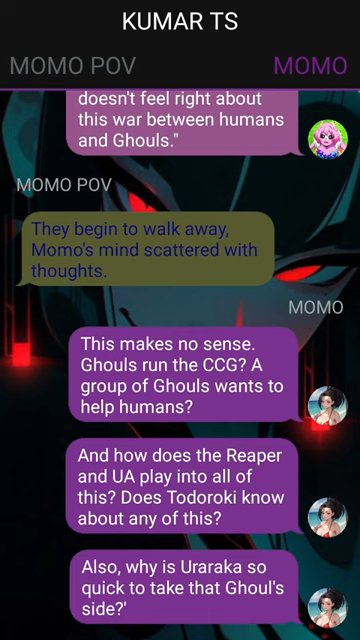 KUMAR TS
MOMO POV
MOMO
doesn't feel right about
this war between humans
and Ghouls."
MOMO POV
They begin to walk away,
Momo's mind scattered with
thoughts.
MOMO
This makes no sense.
Ghouls run the CCG? A
group of Ghouls wants to
help humans?
And how does the Reaper
and UA play into all of
this? Does Todoroki know
about any of this?
Also, why is Uraraka so
quick to take that Ghoul's
side?'